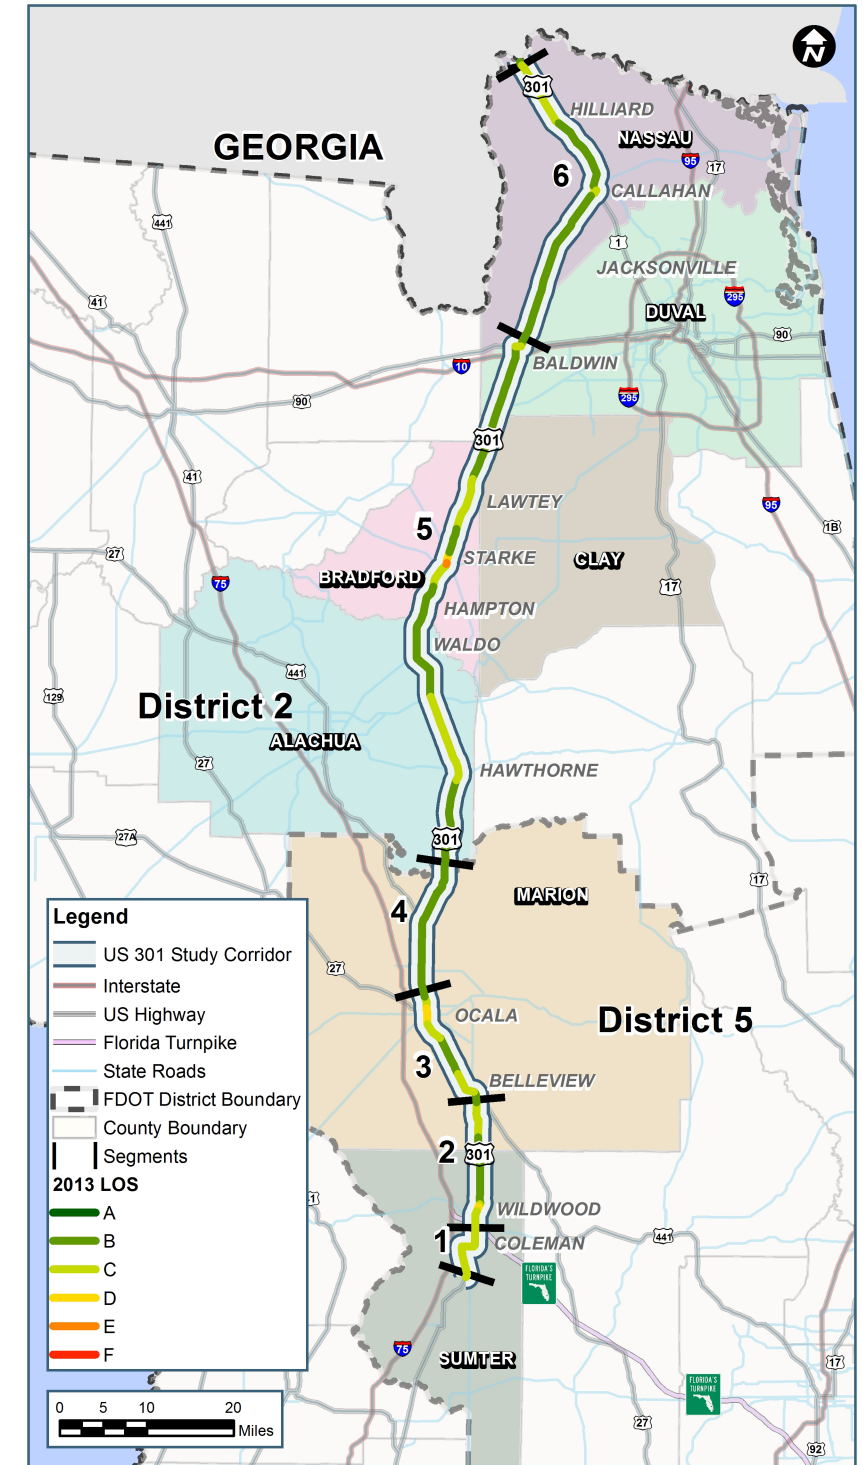 N
301
HILLIARD
GEORGIA
NASSAU
95
17
6
CALLAHAN
441
1
JACKSONVILLE
41
295
DUVAL
90
BALDWIN
10
295
90
301
41
LAWTEY
95
5
1B
27
STARKE
CLAY
BRADFORD
75
17
HAMPTON
WALDO
441
129
District 2
ALACHUA
27
HAWTHORNE
27A
301
17
MARION
4
27
OCALA
District 5
3
BELLEVIEW
2
301
WILDWOOD
1
COLEMAN
441
FLORIDA'S
TURNPIKE
75
SUMTER
17
FLORIDA'S
TURNPIKE
27
92
Legend
US 301 Study Corridor
Interstate
US Highway
Florida Turnpike
State Roads
FDOT District Boundary
County Boundary
Segments
2013 LOS
A
B
C
D
E
F
0 5 10 20
Miles